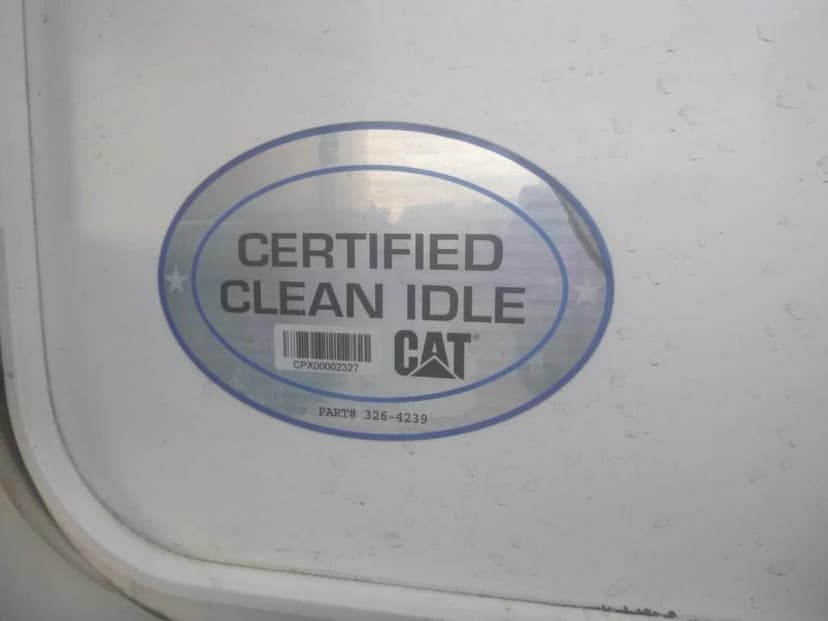 CERTIFIED
CLEAN IDLE
CAT®
CPX00002327
PART# 326-4239